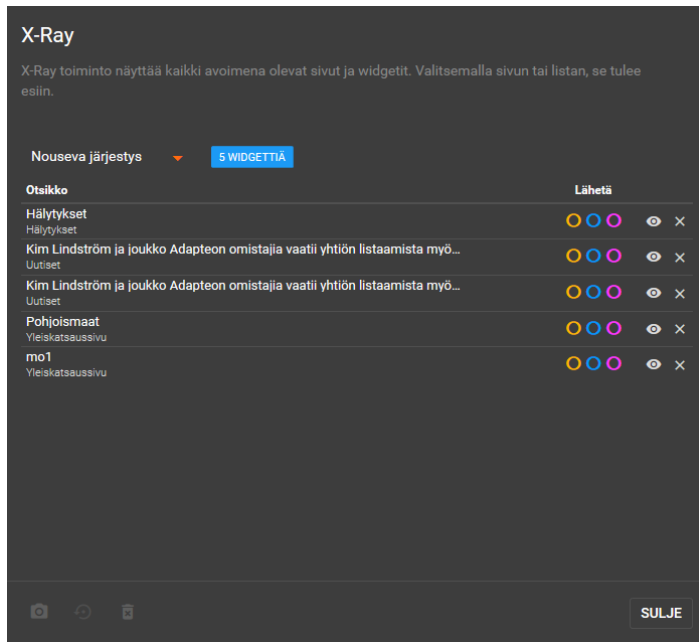 X-Ray
X-Ray toiminto näyttää kaikki avoimena olevat sivut ja widgetit. Valitsemalla sivun tai listan, se tulee
esiin.
Nouseva järjestys
5 WIDGETTIÄ
Otsikko Lähetä
Hälytykset
Hälytykset
Kim Lindström ja joukko Adapteon omistajia vaatii yhtiön listaamista myö...
Uutiset
Kim Lindström ja joukko Adapteon omistajia vaatii yhtiön listaamista myö...
Uutiset
Pohjoismaat
Yleiskatsaussivu
mo1
Yleiskatsaussivu
SULJE